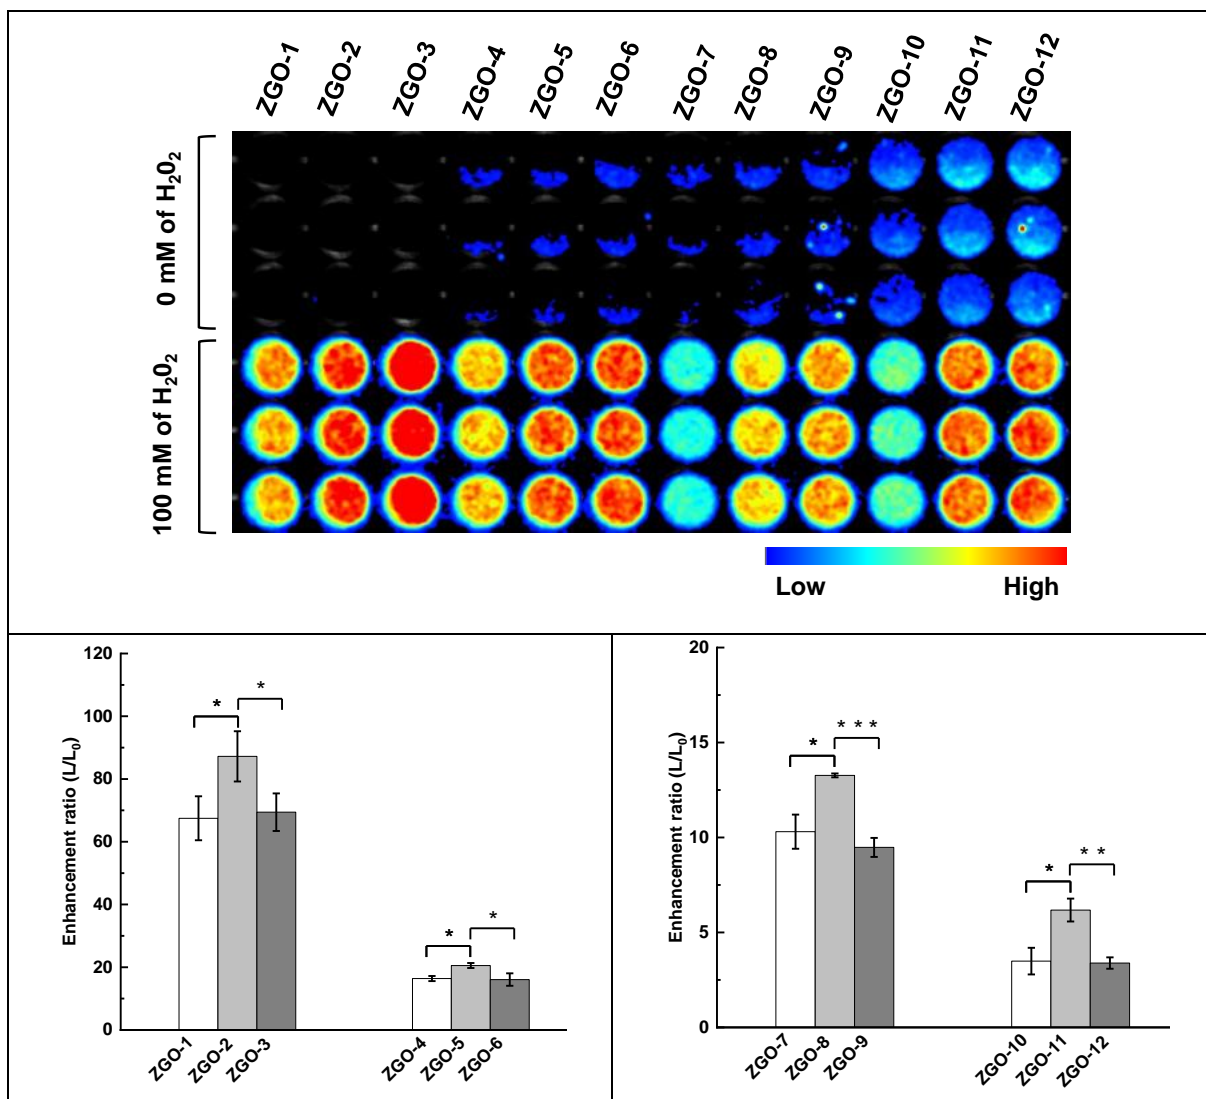 ZGO-1 ZGO-2 ZGO-3 ZGO-4 ZGO-5 ZGO-6 ZGO-7 ZGO-8 ZGO-9 ZGO-10 ZGO-11 ZGO-12
0 mM of H₂O₂
100 mM of H₂O₂
Low High
Enhancement ratio (L/L₀)
120
100
80
60
40
20
0
* *
* *
ZGO-1 ZGO-2 ZGO-3 ZGO-4 ZGO-5 ZGO-6
Enhancement ratio (L/L₀)
20
15
10
5
0
* ***
* **
ZGO-7 ZGO-8 ZGO-9 ZGO-10 ZGO-11 ZGO-12